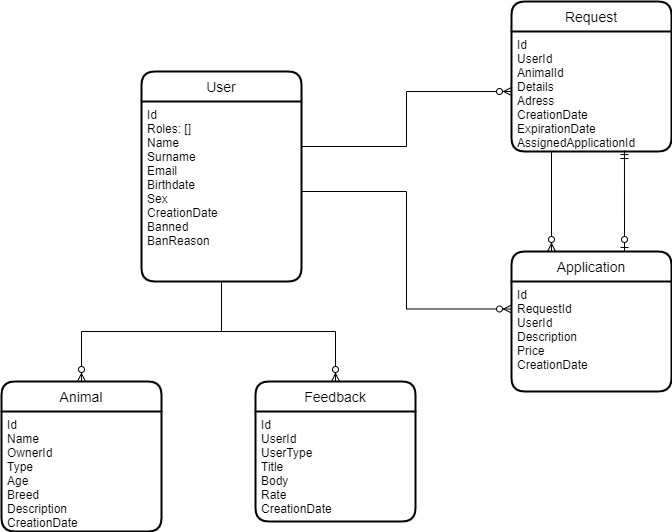 Request
Id
UserId
AnimalId
Details
Adress
CreationDate
ExpirationDate
AssignedApplicationId
User
Id
Roles: []
Name
Surname
Email
Birthdate
Sex
CreationDate
Banned
BanReason
Application
Id
RequestId
UserId
Description
Price
CreationDate
Animal
Id
Name
OwnerId
Type
Age
Breed
Description
CreationDate
Feedback
Id
UserId
UserType
Title
Body
Rate
CreationDate